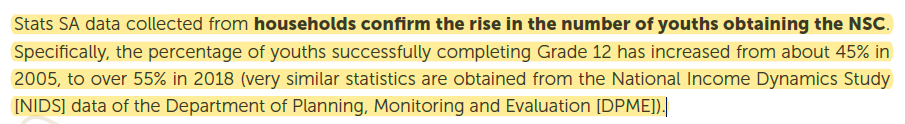 Stats SA data collected from households confirm the rise in the number of youths obtaining the NSC.
Specifically, the percentage of youths successfully completing Grade 12 has increased from about 45% in
2005, to over 55% in 2018 (very similar statistics are obtained from the National Income Dynamics Study
[NIDS] data of the Department of Planning, Monitoring and Evaluation [DPME]).